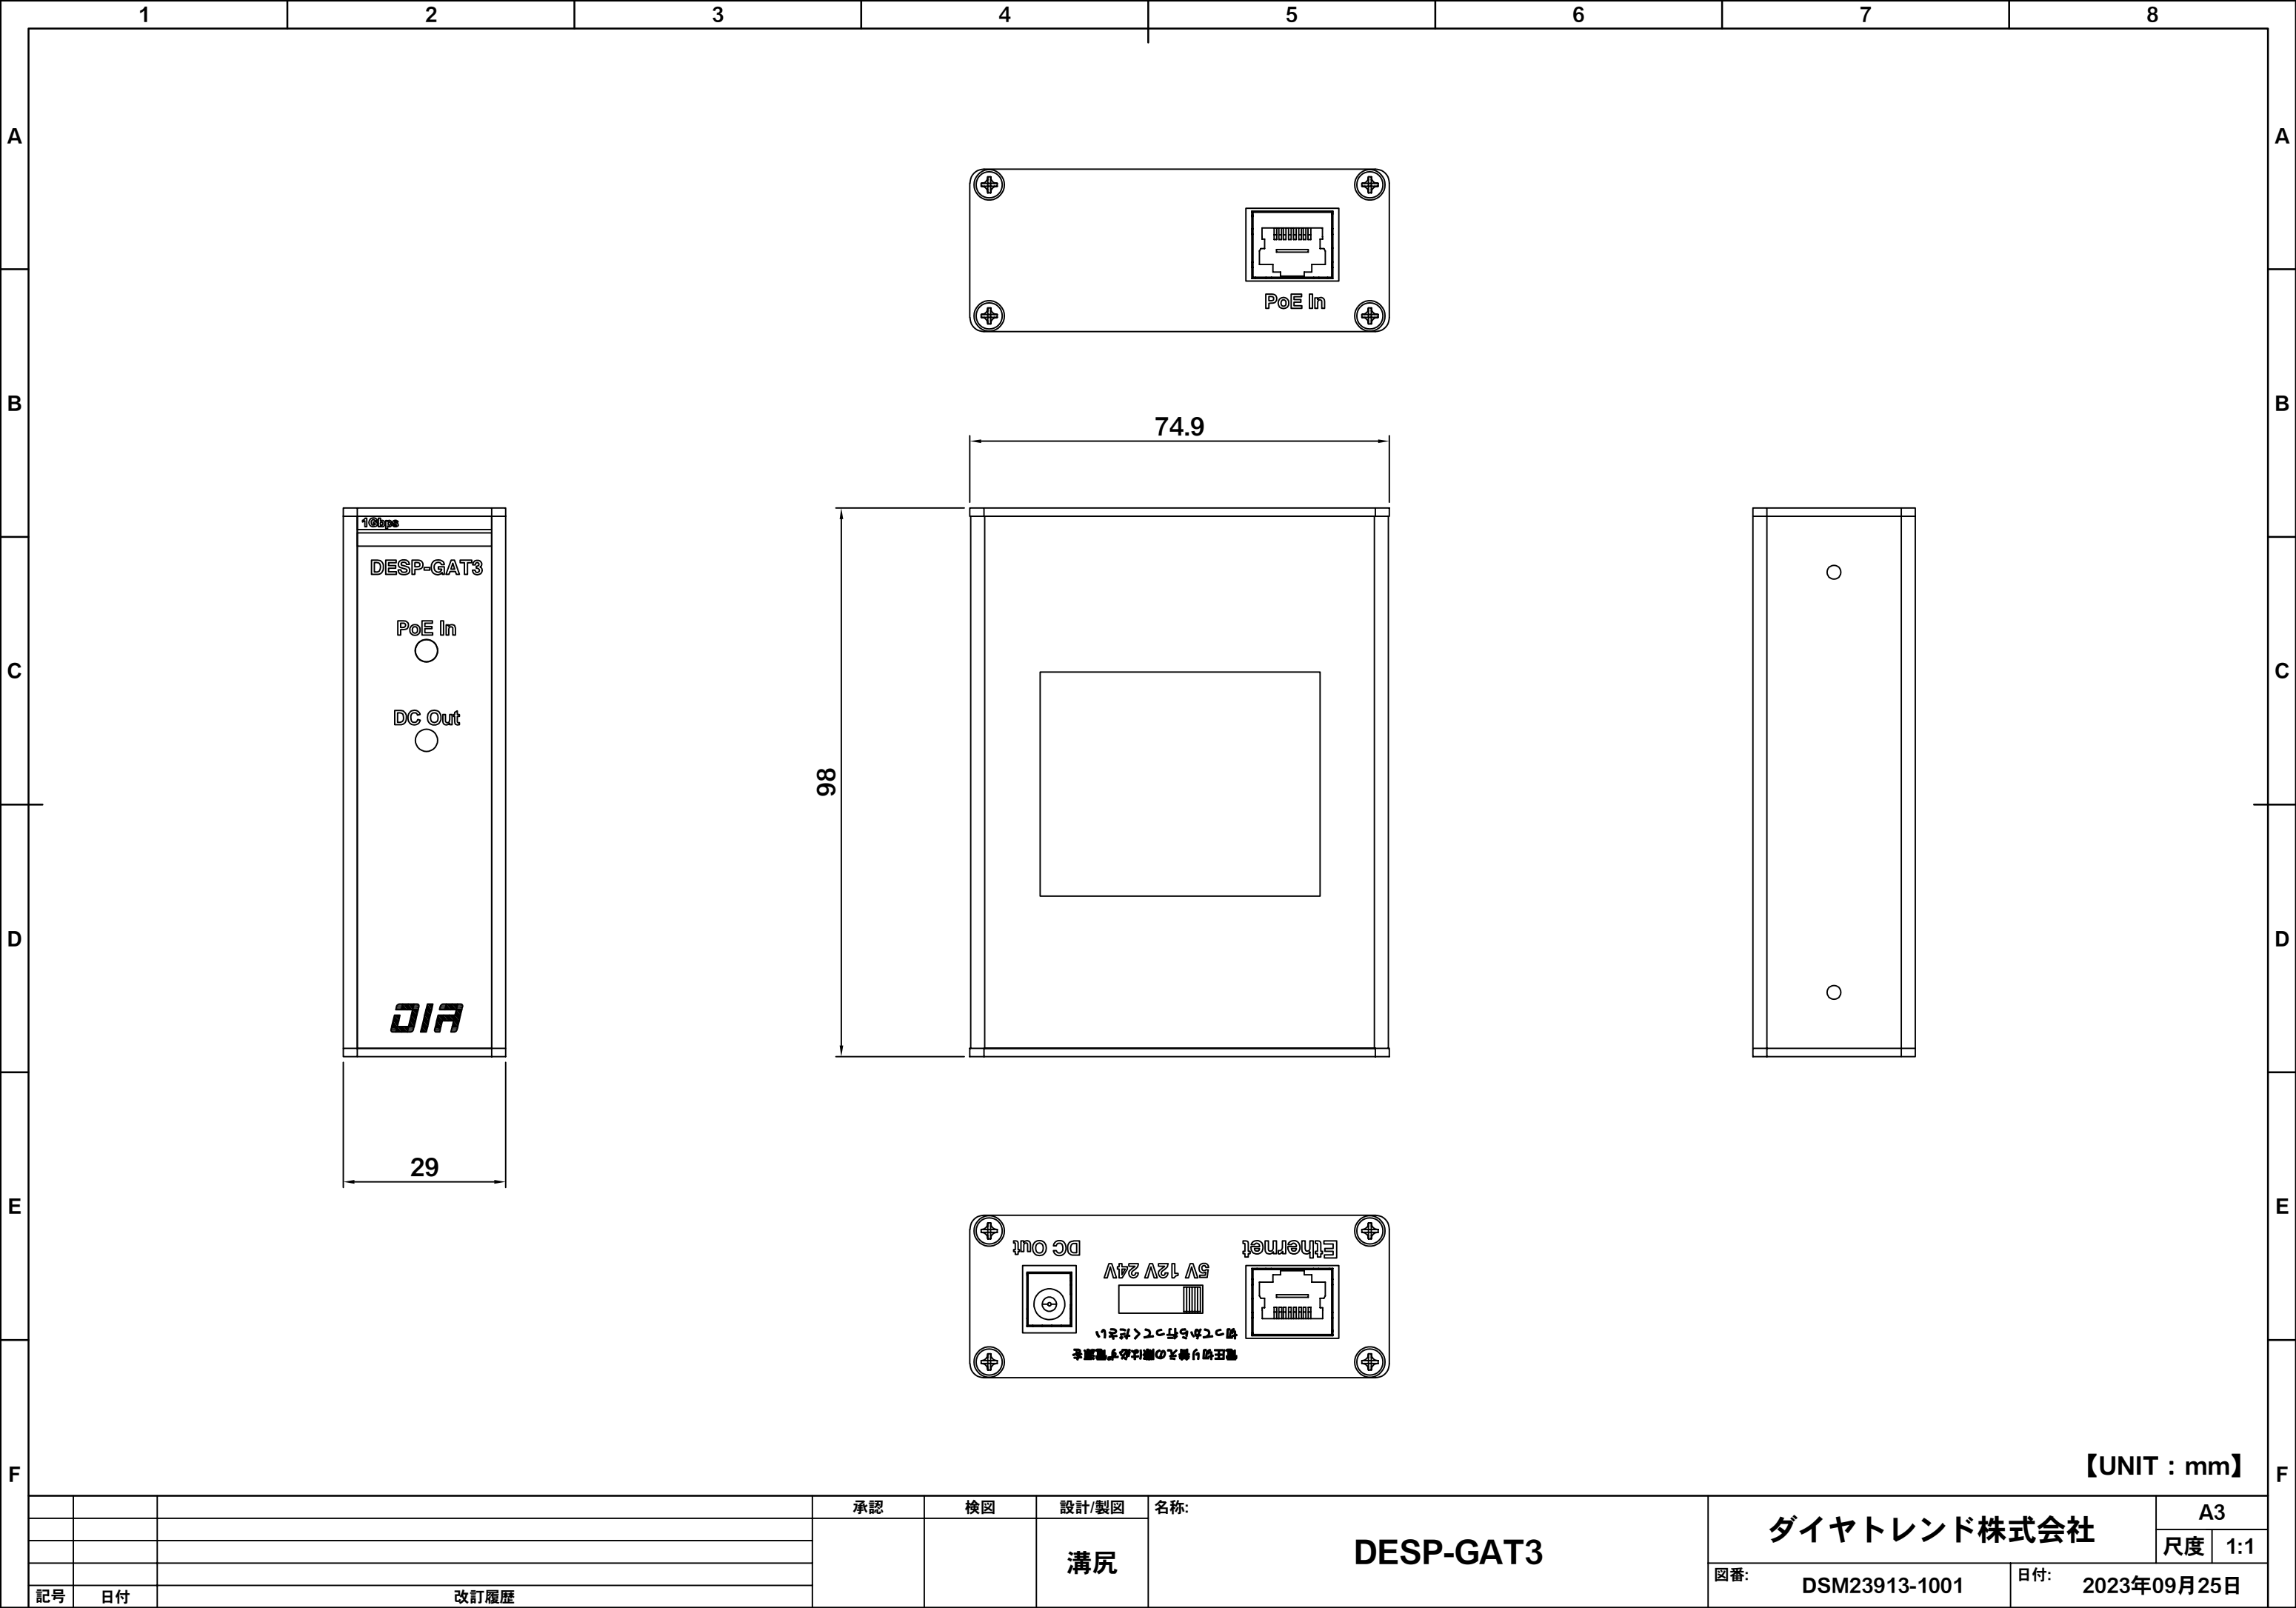 1 2 3 4 5 6 7 8
A A
B B
C C
D D
E E
F F
PoE In
74.9
98
1Gbps
DESP-GAT3
PoE In
DC Out
DIA
29
DC Out
Ethernet
5V 12V 24V
電圧切り替えの際は必ず電源を
切ってから行ってください
【UNIT：mm】
承認 検図 設計/製図 名称:
溝尻
DESP-GAT3
ダイヤトレンド株式会社
A3
尺度 1:1
図番: DSM23913-1001
日付: 2023年09月25日
記号 日付 改訂履歴